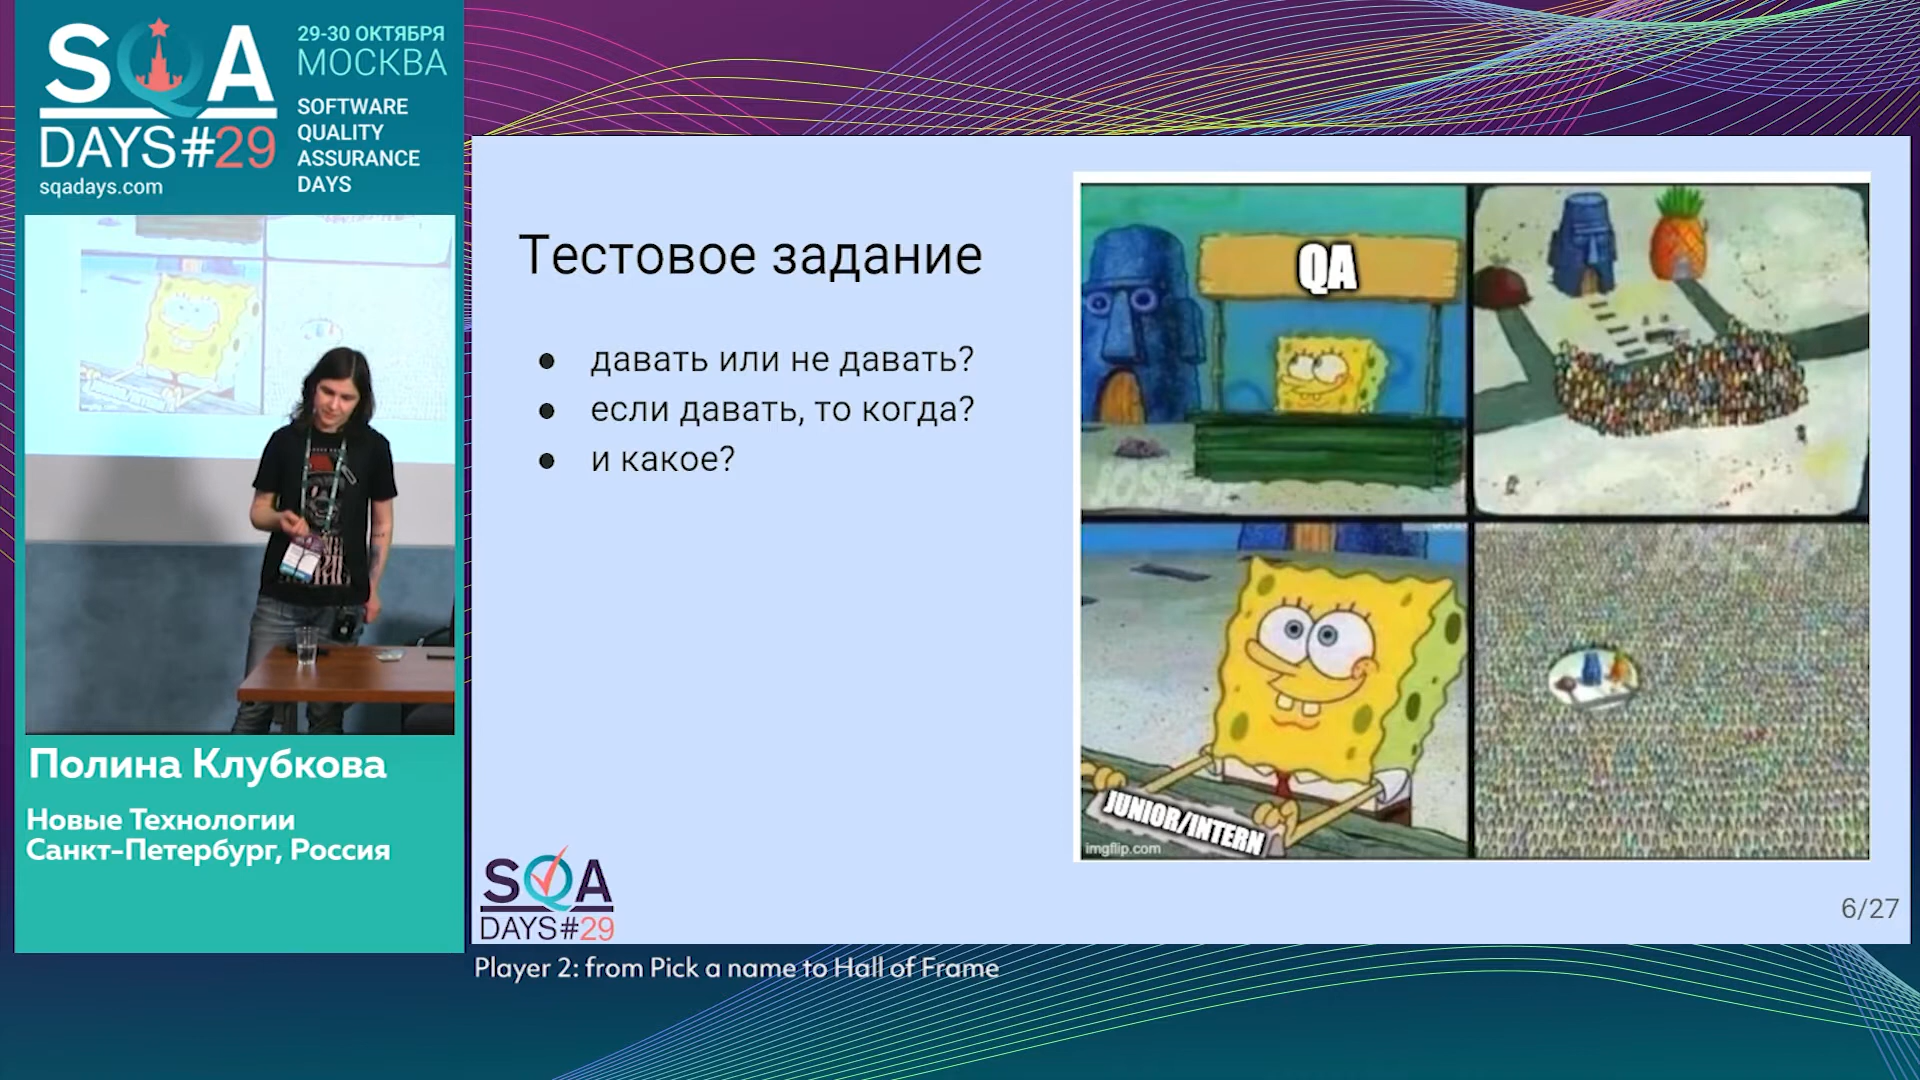 SQA
DAYS#29
sqadays.com
29-30 ОКТЯБРЯ
МОСКВА
SOFTWARE
QUALITY
ASSURANCE
DAYS
Тестовое задание
давать или не давать?
если давать, то когда?
и какое?
QA
JUNIOR/INTERN
imgflip.com
Полина Клубкова
Новые Технологии
Санкт-Петербург, Россия
SQA
DAYS#29
6/27
Player 2: from Pick a name to Hall of Frame